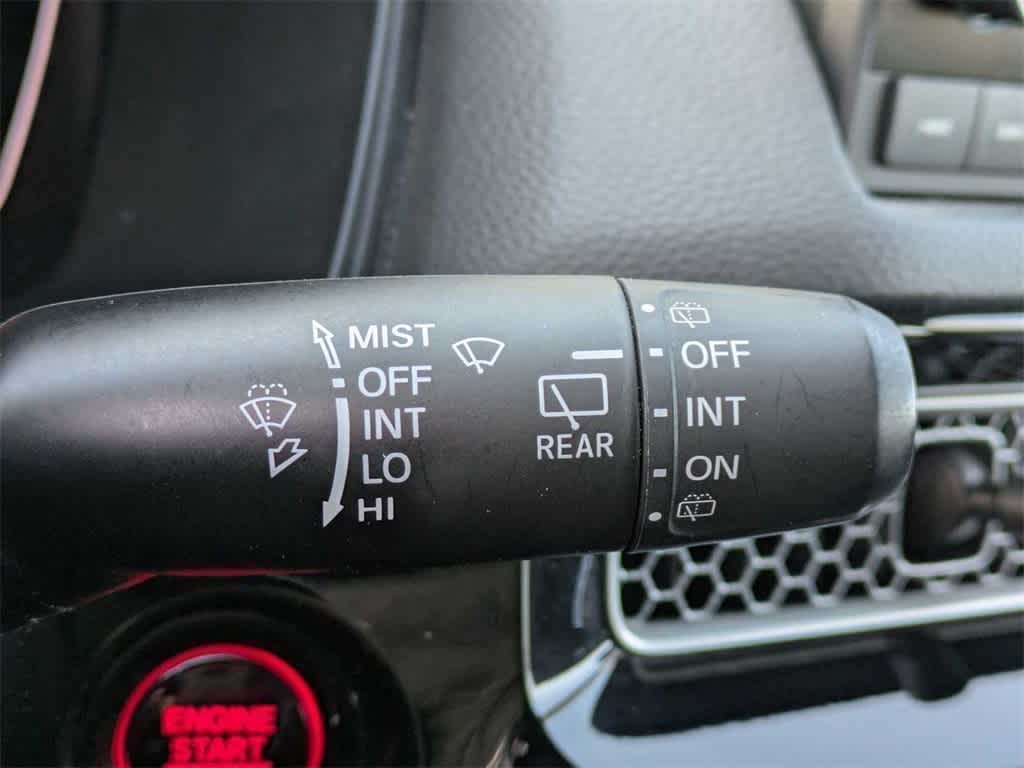 MIST
OFF
INT
LO
HI
REAR
OFF
INT
ON
ENGINE
START